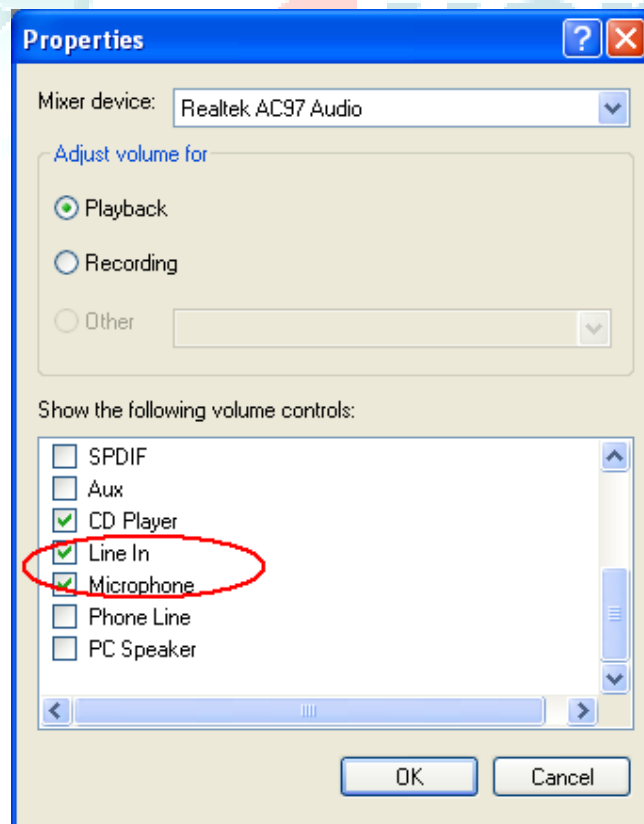 Properties
Mixer device: Realtek AC97 Audio
Adjust volume for
Playback
Recording
Other
Show the following volume controls:
SPDIF
Aux
CD Player
Line In
Microphone
Phone Line
PC Speaker
OK Cancel